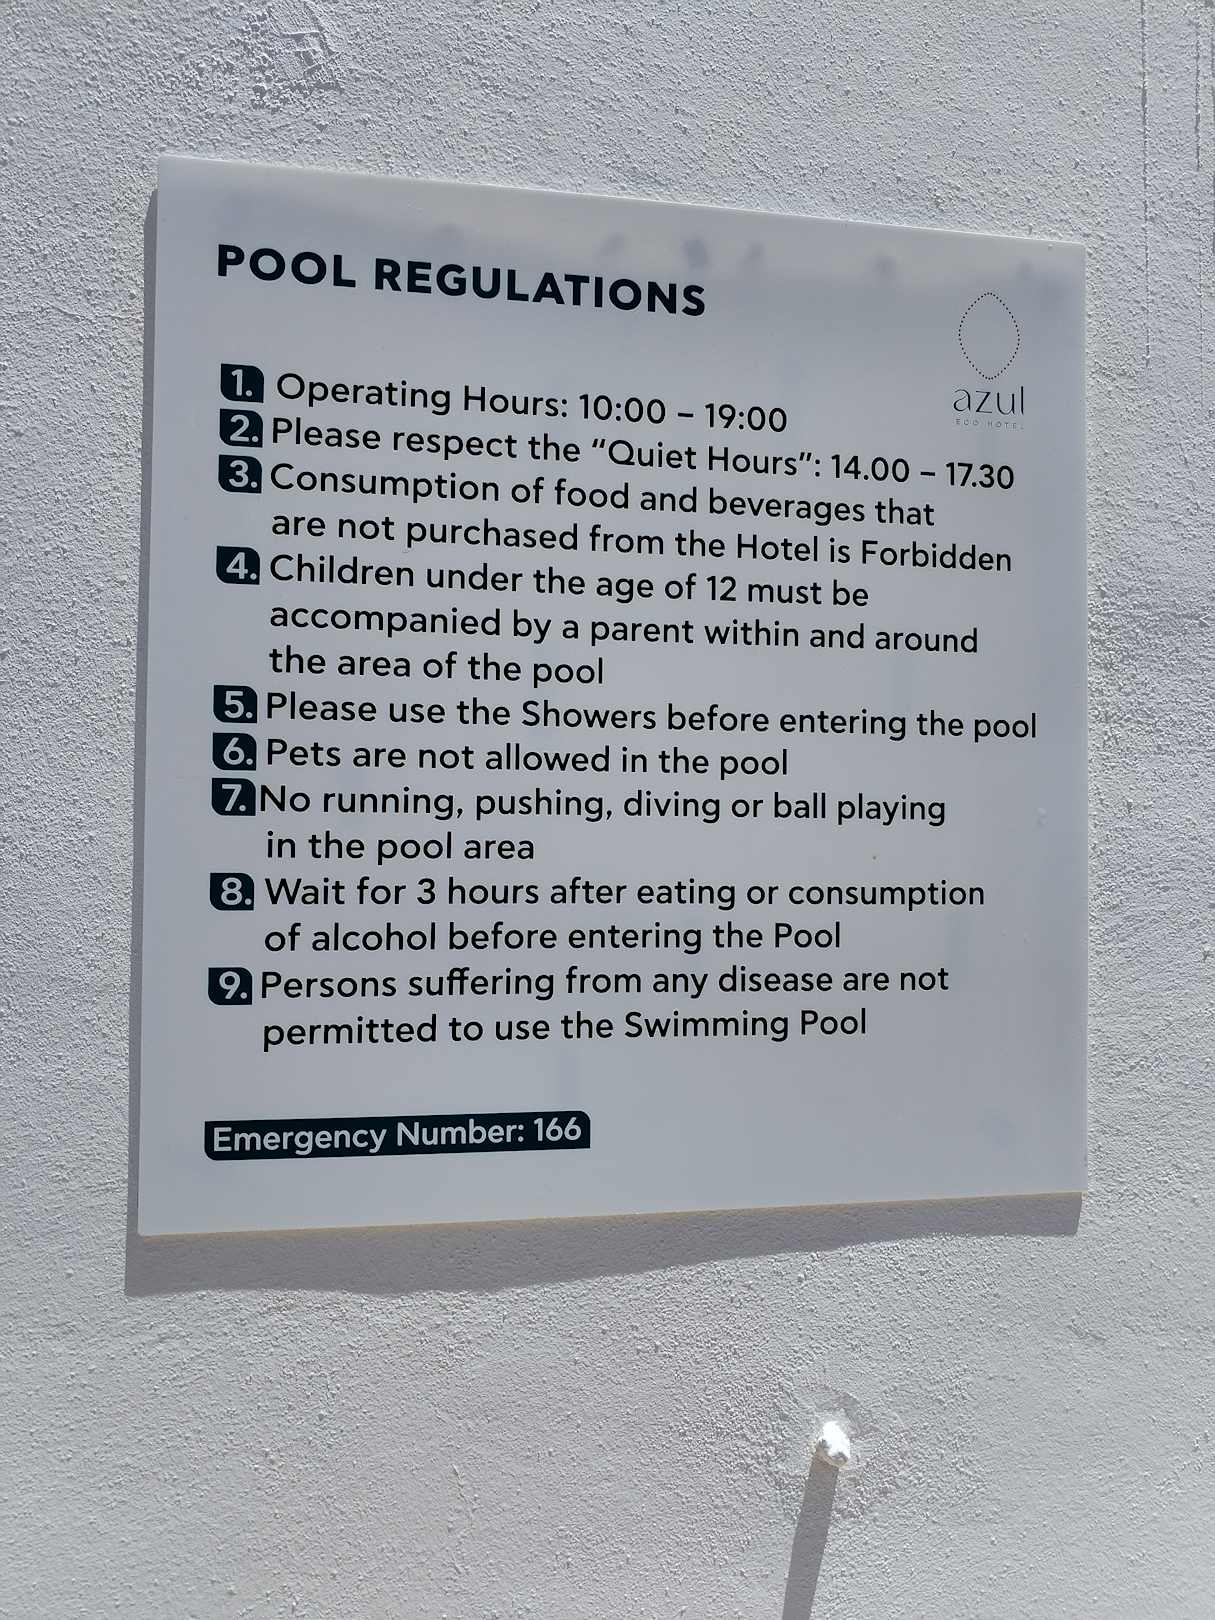 POOL REGULATIONS
azul
ECO HOTEL
1. Operating Hours: 10:00 – 19:00
2. Please respect the “Quiet Hours”: 14.00 – 17.30
3. Consumption of food and beverages that
are not purchased from the Hotel is Forbidden
4. Children under the age of 12 must be
accompanied by a parent within and around
the area of the pool
5. Please use the Showers before entering the pool
6. Pets are not allowed in the pool
7. No running, pushing, diving or ball playing
in the pool area
8. Wait for 3 hours after eating or consumption
of alcohol before entering the Pool
9. Persons suffering from any disease are not
permitted to use the Swimming Pool
Emergency Number: 166